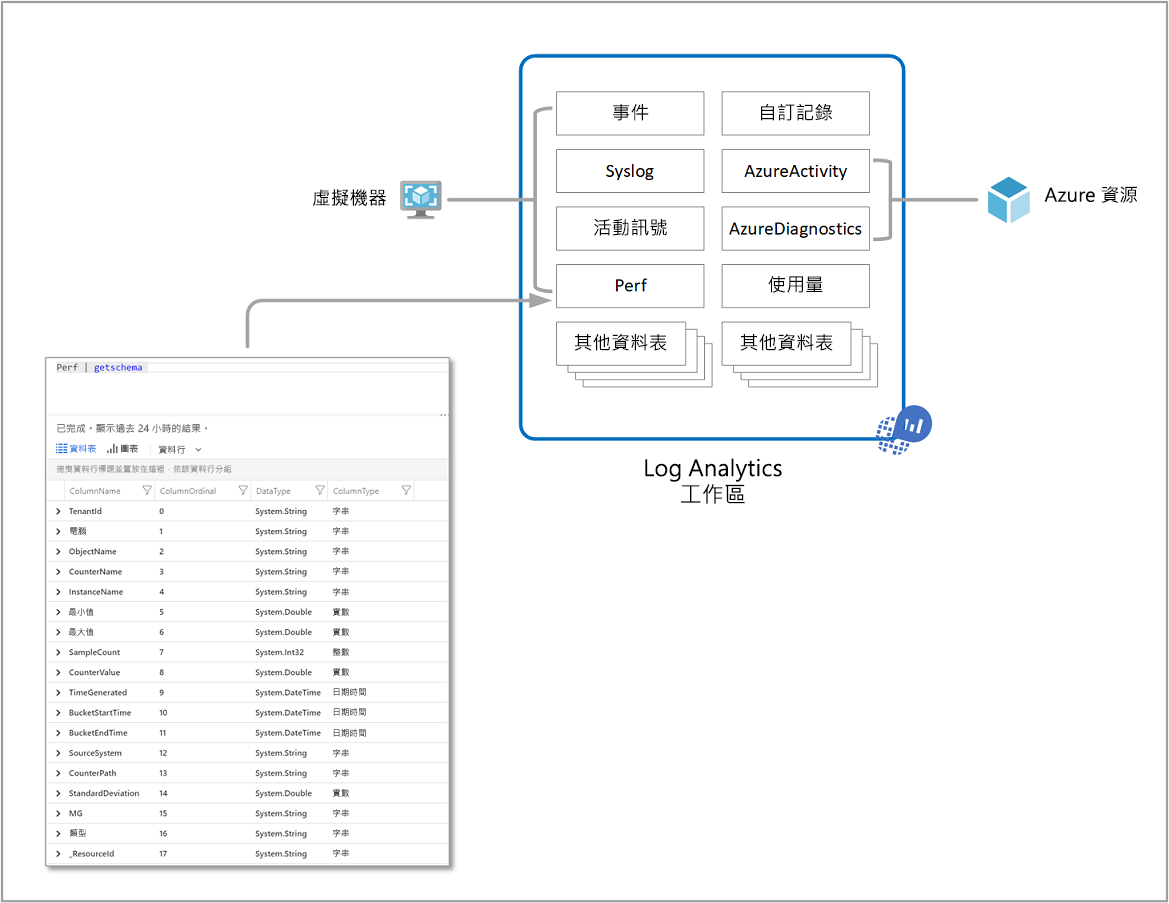 事件
自訂記錄
Syslog
AzureActivity
虛擬機器
Azure 資源
活動訊號
AzureDiagnostics
Perf
使用量
其他資料表
其他資料表
Log Analytics
工作區
Perf | getschema
已完成。顯示過去 24 小時的結果。
資料表 圖表 資料行
拖曳資料行標題並置放在這裡，依該資料行分組
ColumnName ColumnOrdinal DataType ColumnType
TenantId 0 System.String 字串
電腦 1 System.String 字串
ObjectName 2 System.String 字串
CounterName 3 System.String 字串
InstanceName 4 System.String 字串
最小值 5 System.Double 實數
最大值 6 System.Double 實數
SampleCount 7 System.Int32 整數
CounterValue 8 System.Double 實數
TimeGenerated 9 System.DateTime 日期時間
BucketStartTime 10 System.DateTime 日期時間
BucketEndTime 11 System.DateTime 日期時間
SourceSystem 12 System.String 字串
CounterPath 13 System.String 字串
StandardDeviation 14 System.Double 實數
MG 15 System.String 字串
類型 16 System.String 字串
_ResourceId 17 System.String 字串